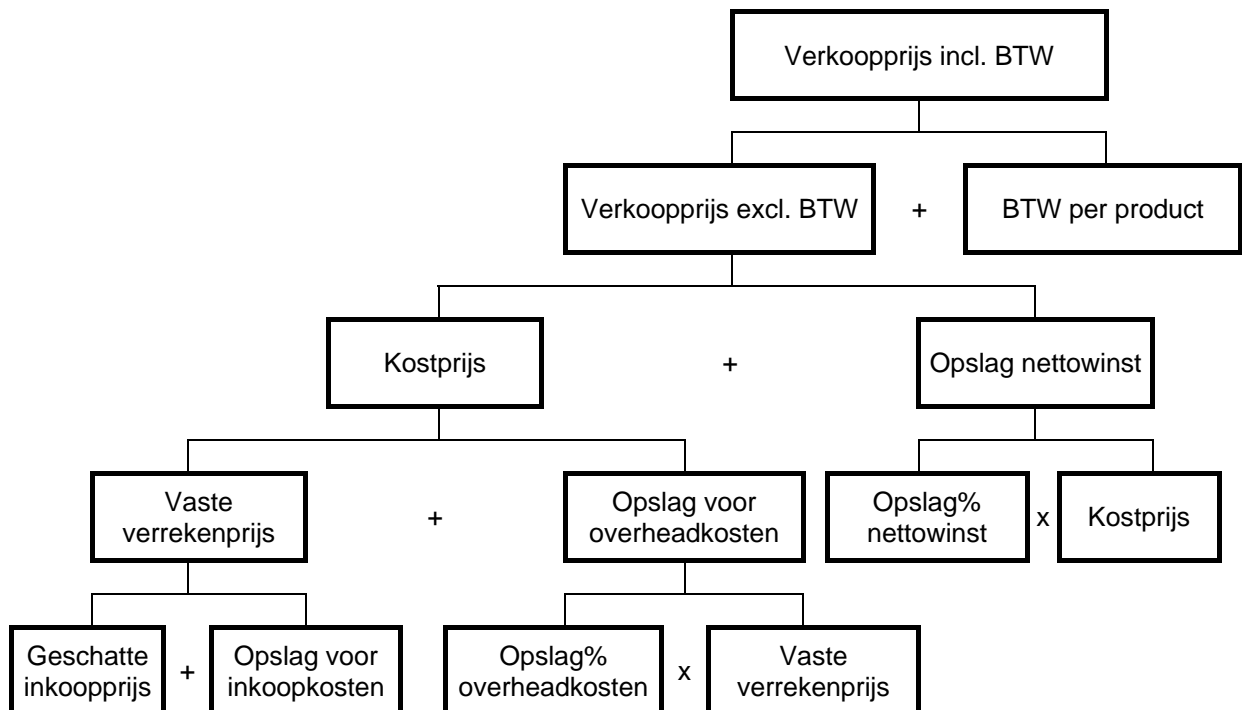 Verkoopprijs incl. BTW
Verkoopprijs excl. BTW
+
BTW per product
Kostprijs
+
Opslag nettowinst
Vaste
verrekenprijs
+
Opslag voor
overheadkosten
Opslag%
nettowinst
x
Kostprijs
Geschatte
inkoopprijs
+
Opslag voor
inkoopkosten
Opslag%
overheadkosten
x
Vaste
verrekenprijs